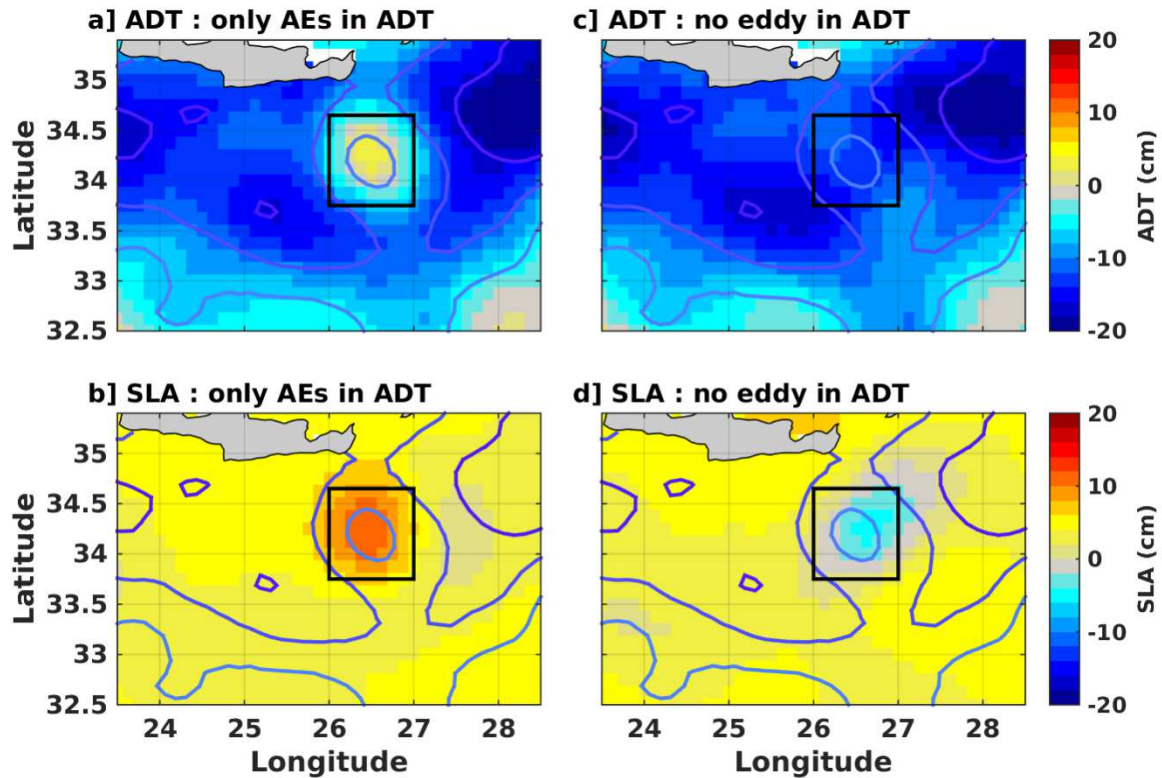 a] ADT : only AEs in ADT
c] ADT : no eddy in ADT
35
34.5
34
33.5
33
32.5
Latitude
20
10
0
-10
-20
ADT (cm)
b] SLA : only AEs in ADT
d] SLA : no eddy in ADT
35
34.5
34
33.5
33
32.5
Latitude
24 25 26 27 28
Longitude
24 25 26 27 28
Longitude
20
10
0
-10
-20
SLA (cm)